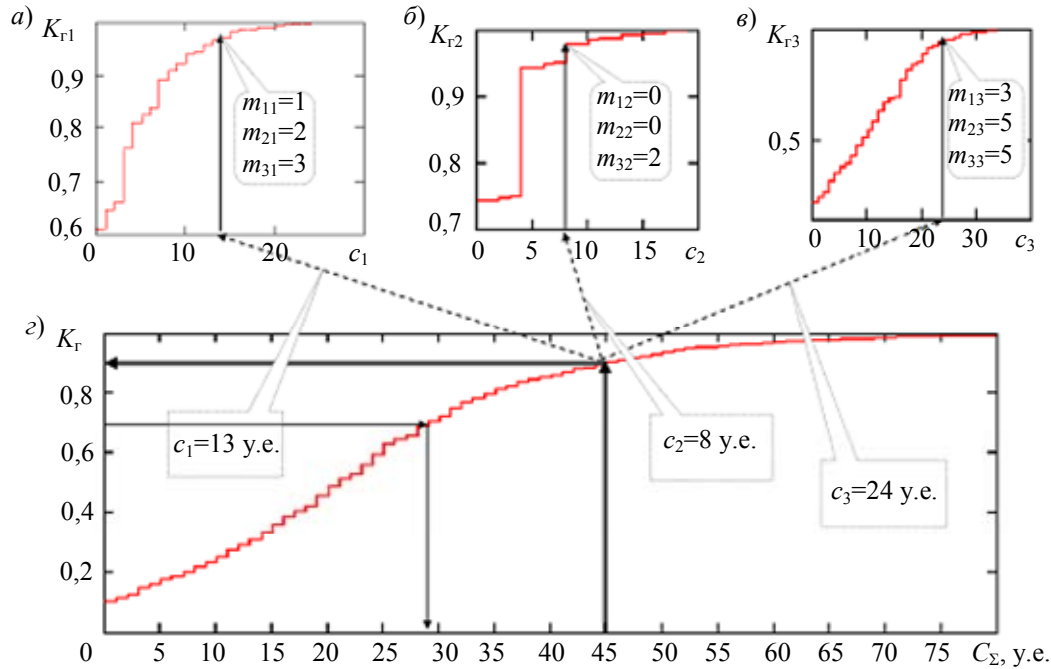 а)
Kг1
0,9
0,8
0,7
0,6
0
10
20
c1
m11=1
m21=2
m31=3
б)
Kг2
0,9
0,8
0,7
0
5
10
15
c2
m12=0
m22=0
m32=2
в)
Kг3
0,5
0
10
20
30
c3
m13=3
m23=5
m33=5
г)
Kг
0,8
0,6
0,4
0,2
0
c1=13 у.е.
c2=8 у.е.
c3=24 у.е.
0 5 10 15 20 25 30 35 40 45 50 55 60 65 70 75 CΣ, у.е.